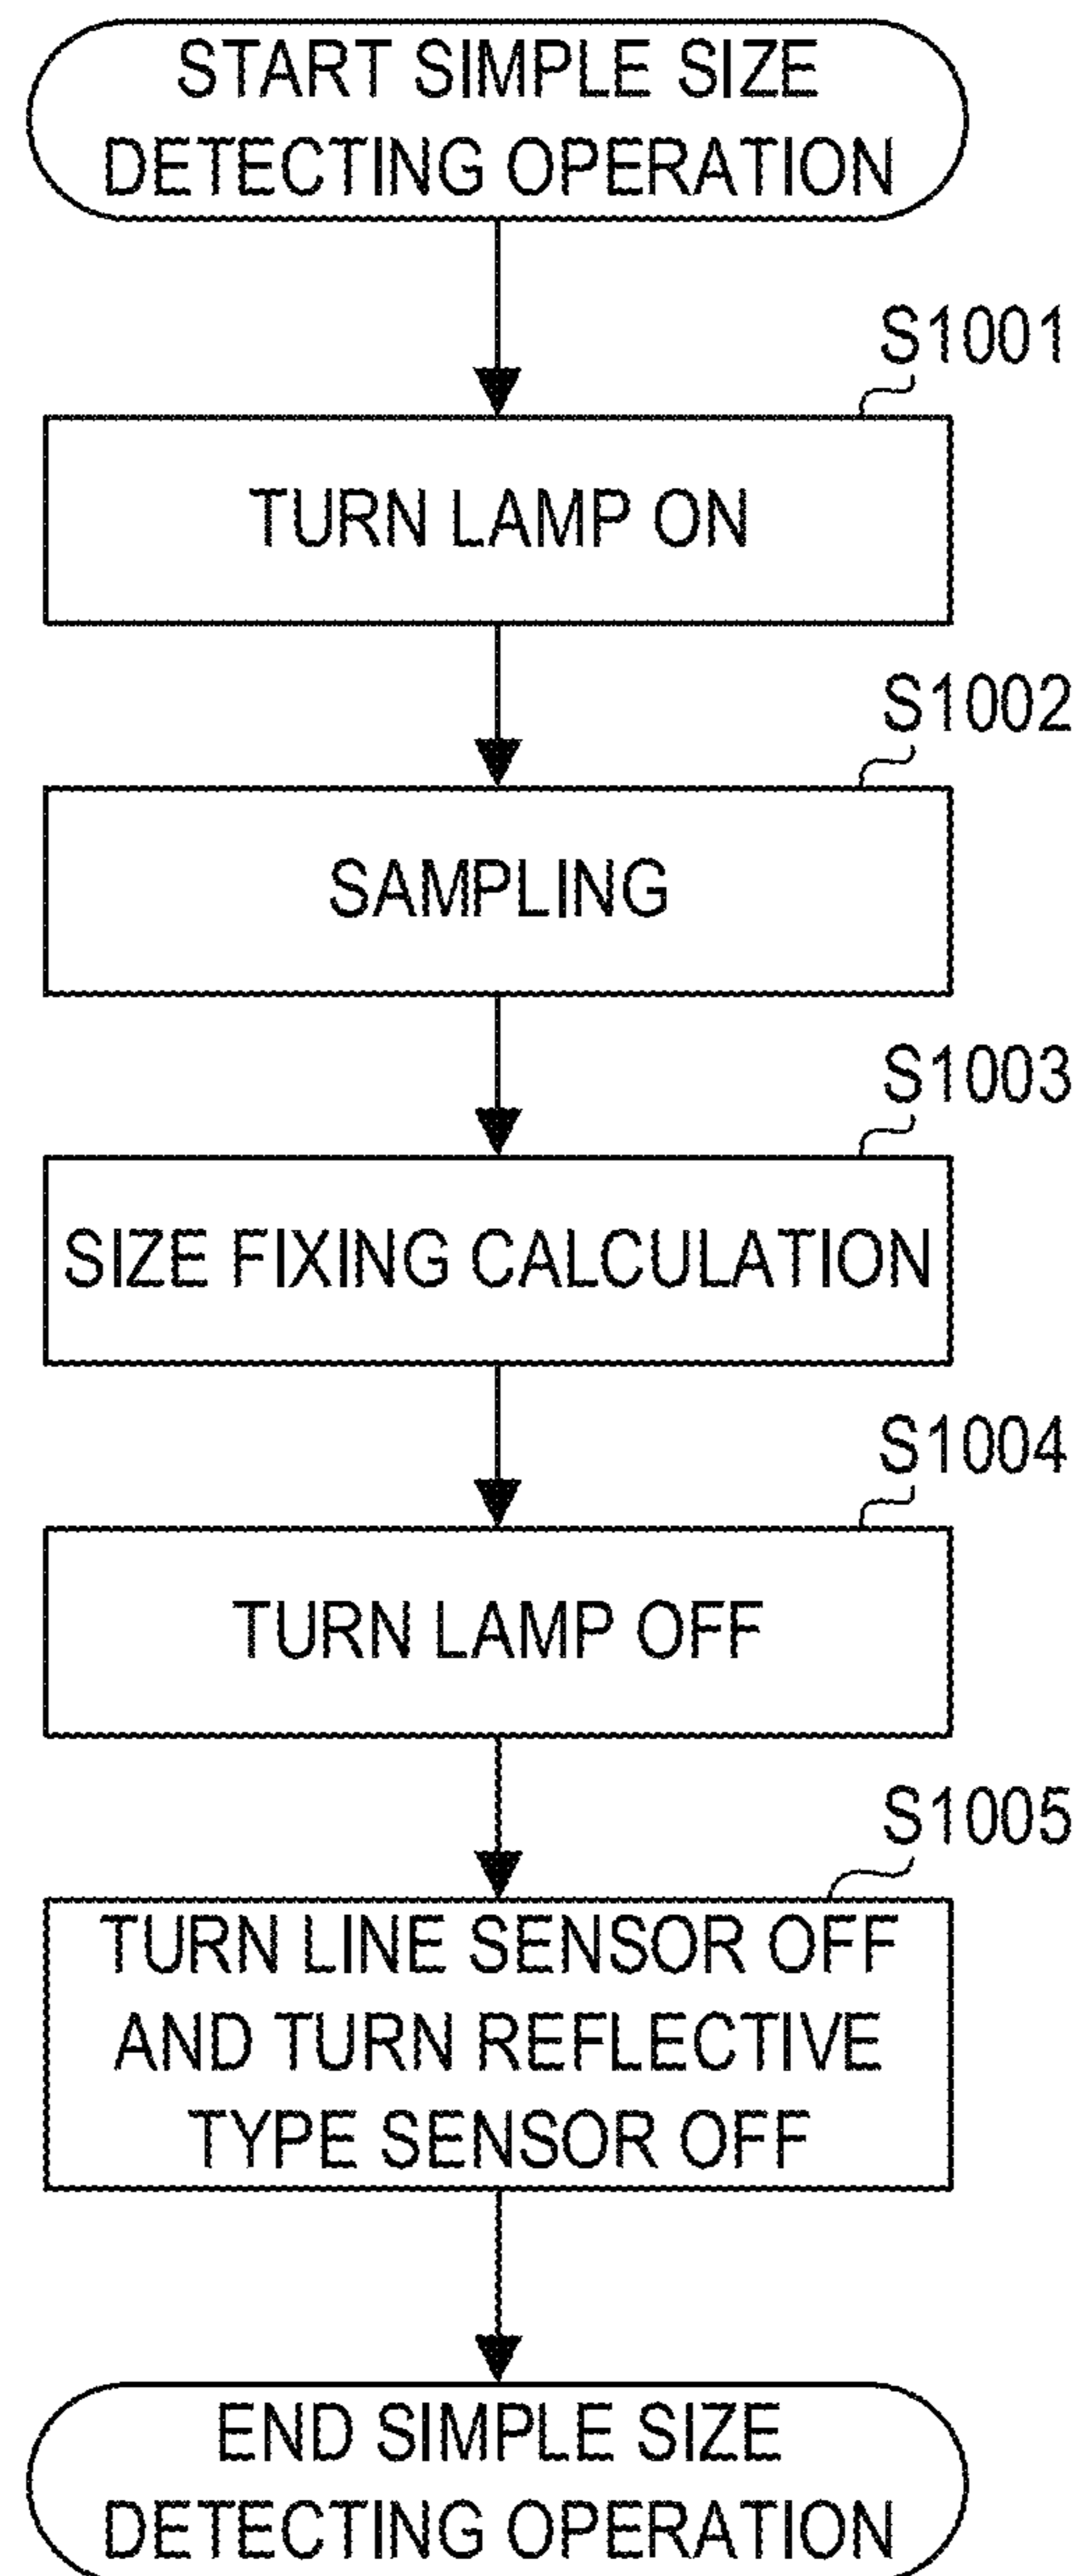 START SIMPLE SIZE
DETECTING OPERATION
S1001
TURN LAMP ON
S1002
SAMPLING
S1003
SIZE FIXING CALCULATION
S1004
TURN LAMP OFF
S1005
TURN LINE SENSOR OFF
AND TURN REFLECTIVE
TYPE SENSOR OFF
END SIMPLE SIZE
DETECTING OPERATION